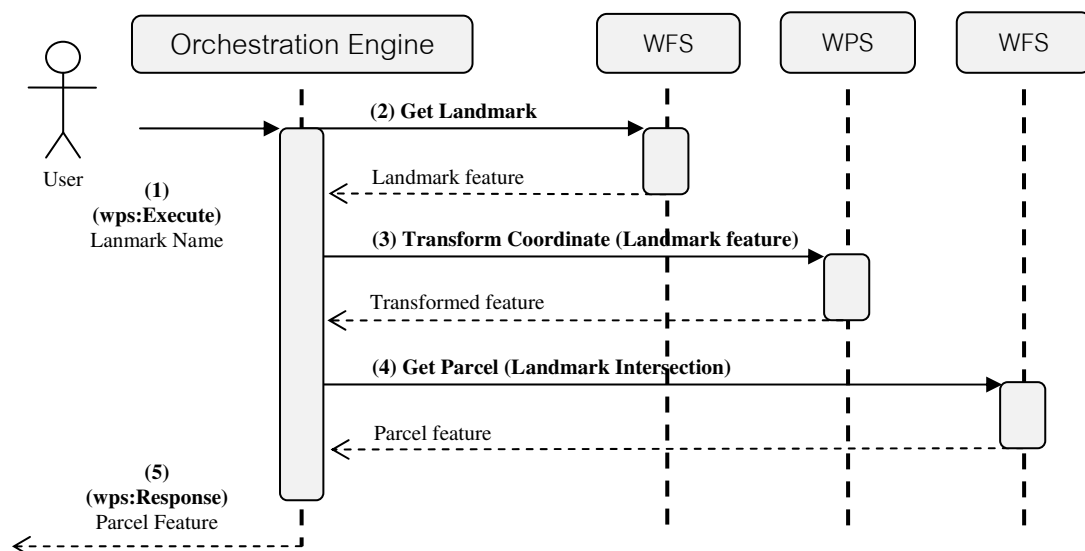 Orchestration Engine
WFS
WPS
WFS
User
(1)
(wps:Execute)
Lanmark Name
(2) Get Landmark
Landmark feature
(3) Transform Coordinate (Landmark feature)
Transformed feature
(4) Get Parcel (Landmark Intersection)
Parcel feature
(5)
(wps:Response)
Parcel Feature